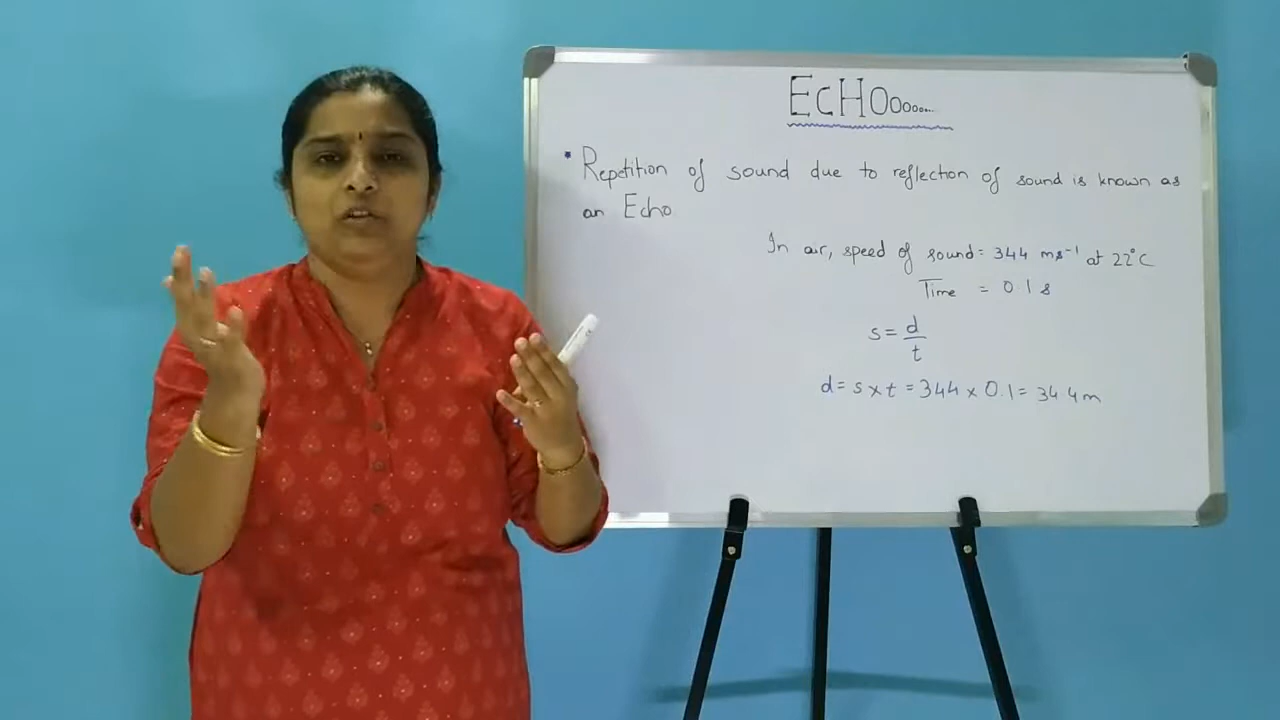 ECHOoooo...
• Repetition of sound due to reflection of sound is known as
an Echo
In air, speed of sound = 344 ms⁻¹ at 22°C
Time = 0.1 s
s = d/t
d = s × t = 344 × 0.1 = 34.4 m